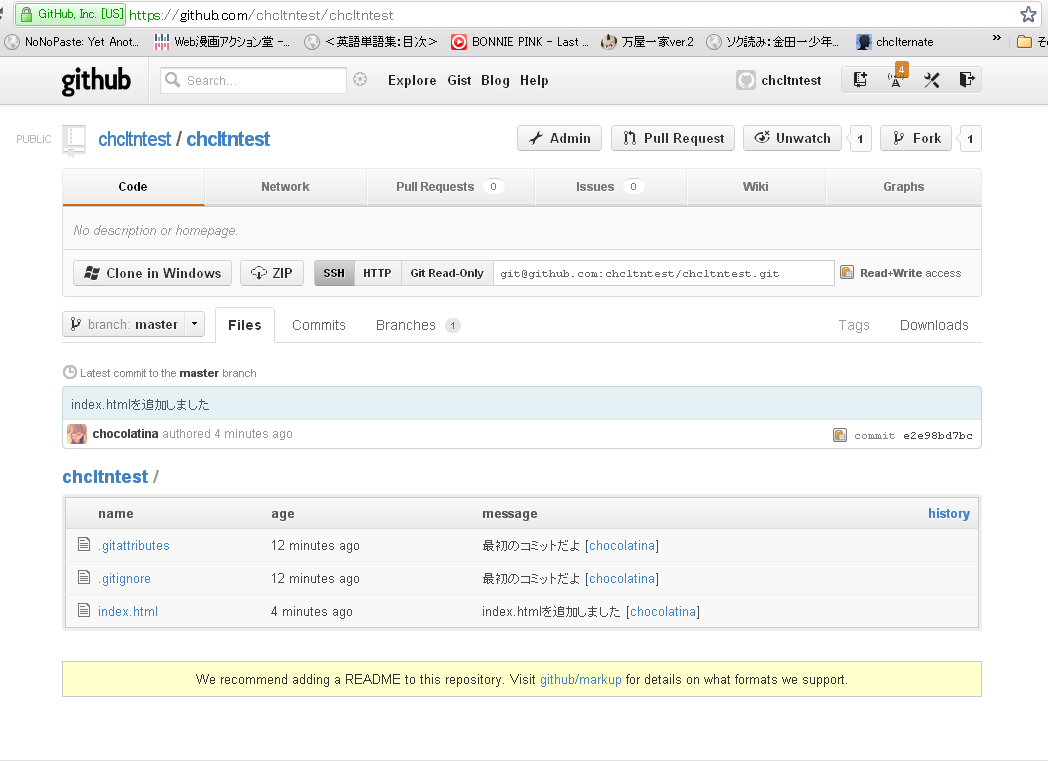 GitHub, Inc. [US] https://github.com/chcltntest/chcltntest
NoNoPaste: Yet Anot... Web漫画アクション堂 -... ＜英語単語集：目次＞ BONNIE PINK - Last ... 万屋一家ver.2 ソク読み：金田一少年... chclternate »
github Search... Explore Gist Blog Help chcltntest 4
PUBLIC chcltntest / chcltntest Admin Pull Request Unwatch 1 Fork 1
Code Network Pull Requests 0 Issues 0 Wiki Graphs
No description or homepage.
Clone in Windows ZIP SSH HTTP Git Read-Only git@github.com:chcltntest/chcltntest.git Read+Write access
branch: master Files Commits Branches 1 Tags Downloads
Latest commit to the master branch
index.htmlを追加しました
chocolatina authored 4 minutes ago commit e2e98bd7bc
chcltntest /
name age message history
.gitattributes 12 minutes ago 最初のコミットだよ [chocolatina]
.gitignore 12 minutes ago 最初のコミットだよ [chocolatina]
index.html 4 minutes ago index.htmlを追加しました [chocolatina]
We recommend adding a README to this repository. Visit github/markup for details on what formats we support.